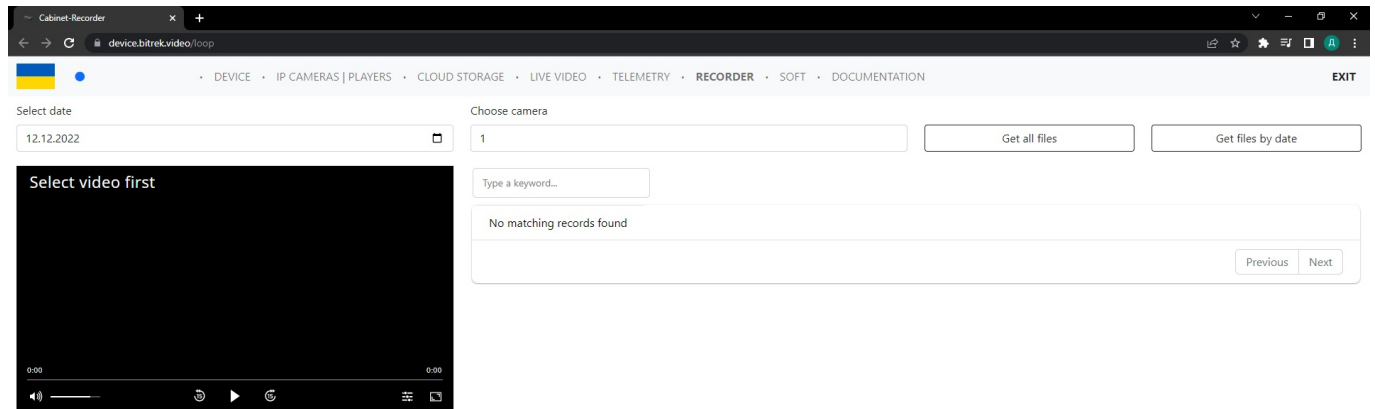 Cabinet-Recorder
device.bitrek.video/loop
Д
• DEVICE • IP CAMERAS | PLAYERS • CLOUD STORAGE • LIVE VIDEO • TELEMETRY • RECORDER • SOFT • DOCUMENTATION EXIT
Select date Choose camera
12.12.2022 1 Get all files Get files by date
Select video first
Type a keyword...
No matching records found
Previous Next
0:00 0:00
15 15